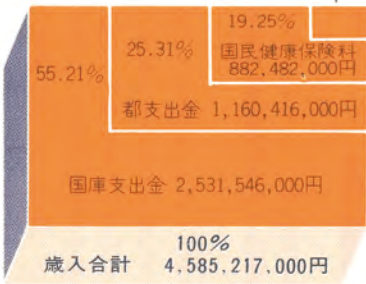 19.25%
国民健康保険料
882,482,000円
25.31%
都支出金 1,160,416,000円
55.21%
国庫支出金 2,531,546,000円
100%
歳入合計 4,585,217,000円